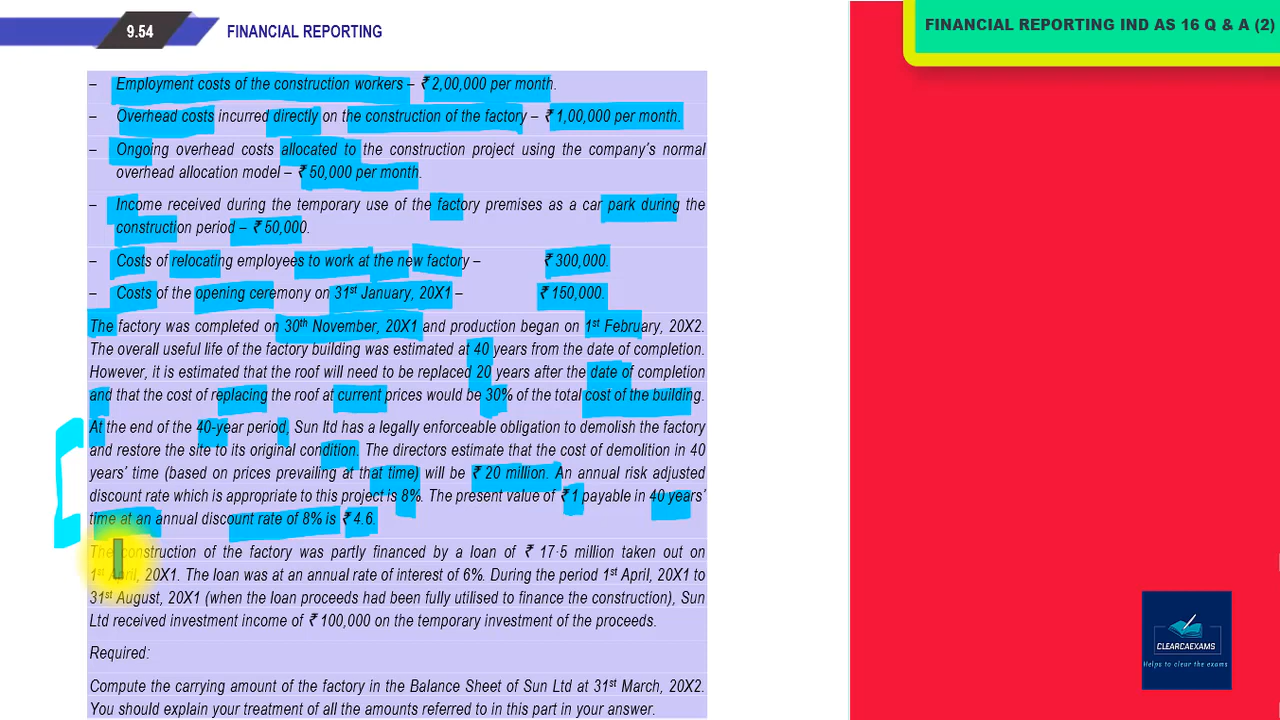 9.54
FINANCIAL REPORTING
FINANCIAL REPORTING IND AS 16 Q & A (2)
– Employment costs of the construction workers – ₹ 2,00,000 per month.
– Overhead costs incurred directly on the construction of the factory – ₹ 1,00,000 per month.
– Ongoing overhead costs allocated to the construction project using the company's normal
overhead allocation model – ₹ 50,000 per month.
– Income received during the temporary use of the factory premises as a car park during the
construction period – ₹ 50,000.
– Costs of relocating employees to work at the new factory – ₹ 300,000.
– Costs of the opening ceremony on 31st January, 20X1 – ₹ 150,000.
The factory was completed on 30th November, 20X1 and production began on 1st February, 20X2.
The overall useful life of the factory building was estimated at 40 years from the date of completion.
However, it is estimated that the roof will need to be replaced 20 years after the date of completion
and that the cost of replacing the roof at current prices would be 30% of the total cost of the building.
At the end of the 40-year period, Sun ltd has a legally enforceable obligation to demolish the factory
and restore the site to its original condition. The directors estimate that the cost of demolition in 40
years' time (based on prices prevailing at that time) will be ₹ 20 million. An annual risk adjusted
discount rate which is appropriate to this project is 8%. The present value of ₹ 1 payable in 40 years'
time at an annual discount rate of 8% is ₹ 4.6.
The construction of the factory was partly financed by a loan of ₹ 17·5 million taken out on
1st April, 20X1. The loan was at an annual rate of interest of 6%. During the period 1st April, 20X1 to
31st August, 20X1 (when the loan proceeds had been fully utilised to finance the construction), Sun
Ltd received investment income of ₹ 100,000 on the temporary investment of the proceeds.
Required:
Compute the carrying amount of the factory in the Balance Sheet of Sun Ltd at 31st March, 20X2.
You should explain your treatment of all the amounts referred to in this part in your answer.
CLEARCAEXAMS
Helps to clear the exams